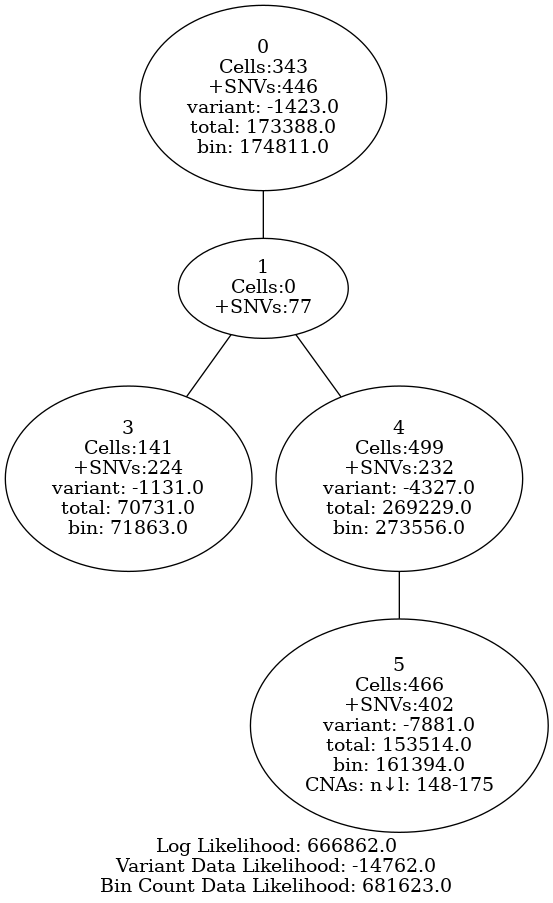 0
Cells:343
+SNVs:446
variant: -1423.0
total: 173388.0
bin: 174811.0
1
Cells:0
+SNVs:77
3
Cells:141
+SNVs:224
variant: -1131.0
total: 70731.0
bin: 71863.0
4
Cells:499
+SNVs:232
variant: -4327.0
total: 269229.0
bin: 273556.0
5
Cells:466
+SNVs:402
variant: -7881.0
total: 153514.0
bin: 161394.0
CNAs: n↓l: 148-175
Log Likelihood: 666862.0
Variant Data Likelihood: -14762.0
Bin Count Data Likelihood: 681623.0